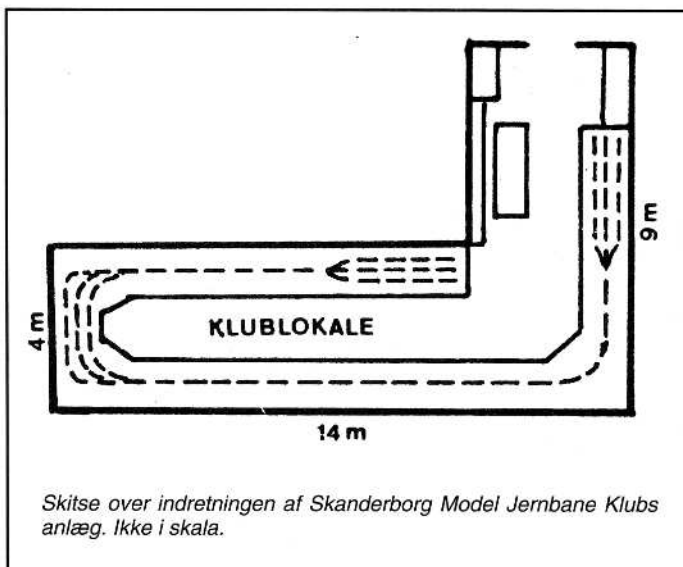 9 m
KLUBLOKALE
4 m
14 m
Skitse over indretningen af Skanderborg Model Jernbane Klubs
anlæg. Ikke i skala.